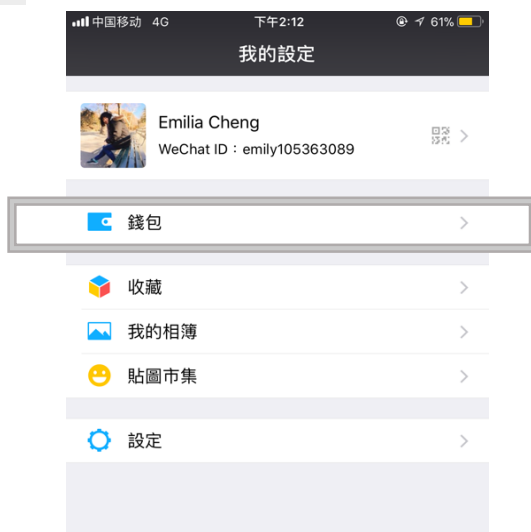 中国移动 4G 下午2:12 61%
我的設定
Emilia Cheng
WeChat ID：emily105363089
錢包
收藏
我的相簿
貼圖市集
設定